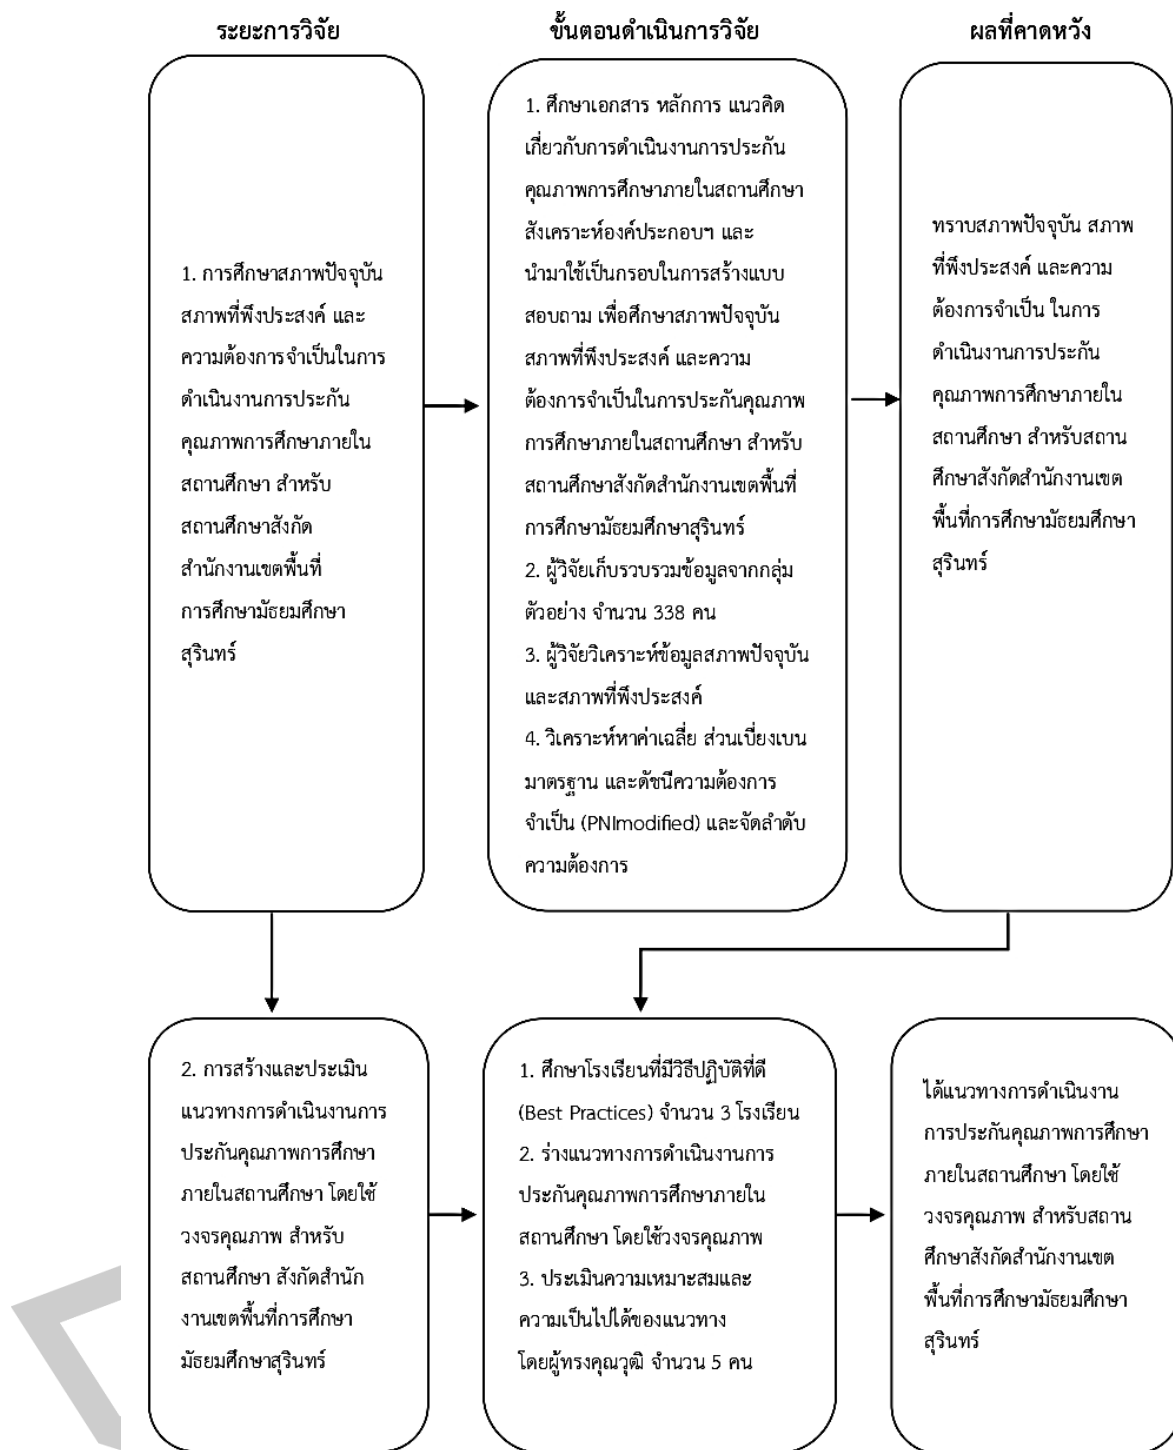 ระยะการวิจัย
ขั้นตอนดำเนินการวิจัย
ผลที่คาดหวัง
1. การศึกษาสภาพปัจจุบัน
สภาพที่พึงประสงค์ และ
ความต้องการจำเป็นในการ
ดำเนินงานการประกัน
คุณภาพการศึกษาภายใน
สถานศึกษา สำหรับ
สถานศึกษาสังกัด
สำนักงานเขตพื้นที่
การศึกษามัธยมศึกษา
สุรินทร์
1. ศึกษาเอกสาร หลักการ แนวคิด
เกี่ยวกับการดำเนินงานการประกัน
คุณภาพการศึกษาภายในสถานศึกษา
สังเคราะห์องค์ประกอบฯ และ
นำมาใช้เป็นกรอบในการสร้างแบบ
สอบถาม เพื่อศึกษาสภาพปัจจุบัน
สภาพที่พึงประสงค์ และความ
ต้องการจำเป็นในการประกันคุณภาพ
การศึกษาภายในสถานศึกษา สำหรับ
สถานศึกษาสังกัดสำนักงานเขตพื้นที่
การศึกษามัธยมศึกษาสุรินทร์
2. ผู้วิจัยเก็บรวบรวมข้อมูลจากกลุ่ม
ตัวอย่าง จำนวน 338 คน
3. ผู้วิจัยวิเคราะห์ข้อมูลสภาพปัจจุบัน
และสภาพที่พึงประสงค์
4. วิเคราะห์หาค่าเฉลี่ย ส่วนเบี่ยงเบน
มาตรฐาน และดัชนีความต้องการ
จำเป็น (PNImodified) และจัดลำดับ
ความต้องการ
ทราบสภาพปัจจุบัน สภาพ
ที่พึงประสงค์ และความ
ต้องการจำเป็น ในการ
ดำเนินงานการประกัน
คุณภาพการศึกษาภายใน
สถานศึกษา สำหรับสถาน
ศึกษาสังกัดสำนักงานเขต
พื้นที่การศึกษามัธยมศึกษา
สุรินทร์
2. การสร้างและประเมิน
แนวทางการดำเนินงานการ
ประกันคุณภาพการศึกษา
ภายในสถานศึกษา โดยใช้
วงจรคุณภาพ สำหรับ
สถานศึกษา สังกัดสำนัก
งานเขตพื้นที่การศึกษา
มัธยมศึกษาสุรินทร์
1. ศึกษาโรงเรียนที่มีวิธีปฏิบัติที่ดี
(Best Practices) จำนวน 3 โรงเรียน
2. ร่างแนวทางการดำเนินงานการ
ประกันคุณภาพการศึกษาภายใน
สถานศึกษา โดยใช้วงจรคุณภาพ
3. ประเมินความเหมาะสมและ
ความเป็นไปได้ของแนวทาง
โดยผู้ทรงคุณวุฒิ จำนวน 5 คน
ได้แนวทางการดำเนินงาน
การประกันคุณภาพการศึกษา
ภายในสถานศึกษา โดยใช้
วงจรคุณภาพ สำหรับสถาน
ศึกษาสังกัดสำนักงานเขต
พื้นที่การศึกษามัธยมศึกษา
สุรินทร์